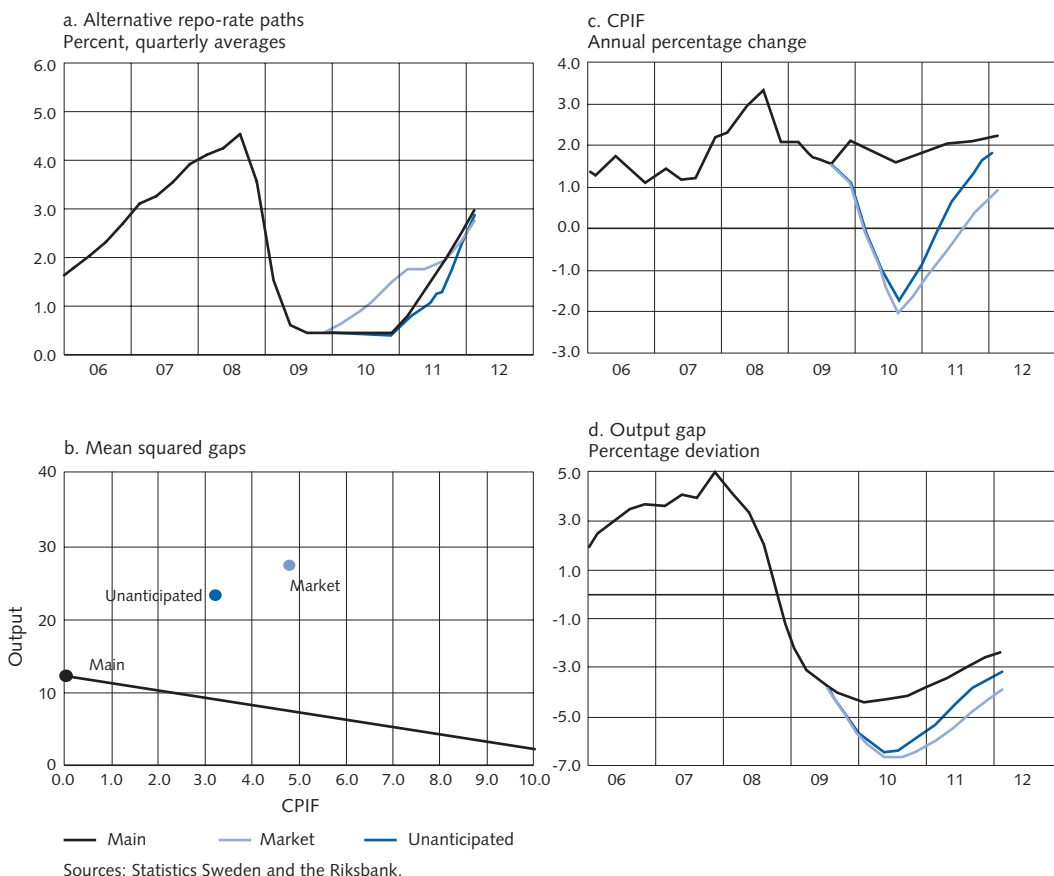 a. Alternative repo-rate paths
Percent, quarterly averages
6.0
5.0
4.0
3.0
2.0
1.0
0.0
06 07 08 09 10 11 12
c. CPIF
Annual percentage change
4.0
3.0
2.0
1.0
0.0
-1.0
-2.0
-3.0
06 07 08 09 10 11 12
b. Mean squared gaps
40
30
20
10
0
Output
Unanticipated
Market
Main
0.0 1.0 2.0 3.0 4.0 5.0 6.0 7.0 8.0 9.0 10.0
CPIF
d. Output gap
Percentage deviation
5.0
3.0
1.0
-1.0
-3.0
-5.0
-7.0
06 07 08 09 10 11 12
Main Market Unanticipated
Sources: Statistics Sweden and the Riksbank.